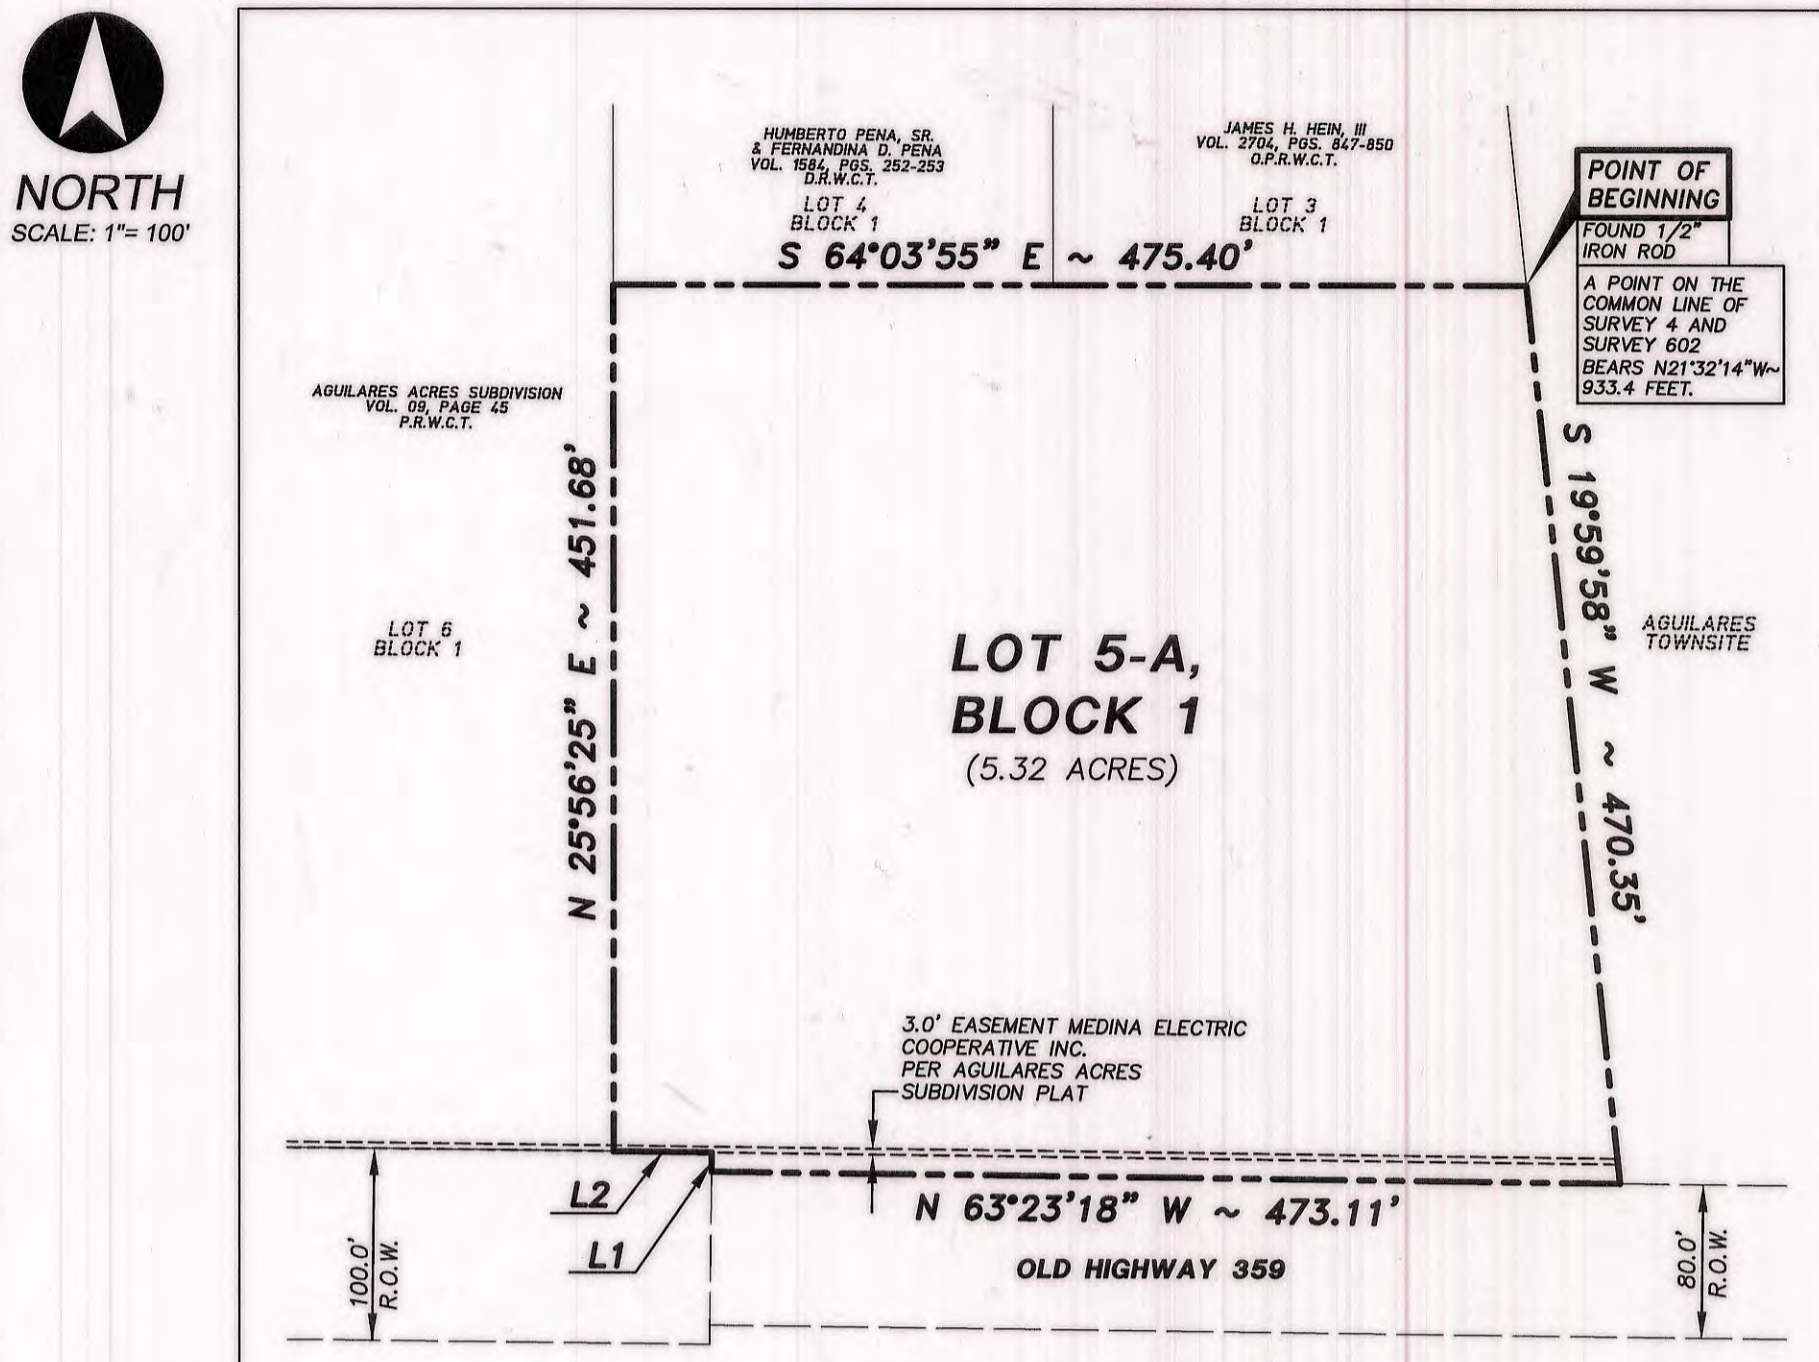 NORTH
SCALE: 1"= 100'
HUMBERTO PENA, SR.
& FERNANDINA D. PENA
VOL. 1584, PGS. 252-253
D.R.W.C.T.
LOT 4
BLOCK 1
JAMES H. HEIN, III
VOL. 2704, PGS. 847-850
O.P.R.W.C.T.
LOT 3
BLOCK 1
S 64°03'55" E ~ 475.40'
POINT OF
BEGINNING
FOUND 1/2"
IRON ROD
A POINT ON THE
COMMON LINE OF
SURVEY 4 AND
SURVEY 602
BEARS N21°32'14"W~
933.4 FEET.
AGUILARES ACRES SUBDIVISION
VOL. 09, PAGE 45
P.R.W.C.T.
LOT 6
BLOCK 1
N 25°56'25" E ~ 451.68'
LOT 5-A,
BLOCK 1
(5.32 ACRES)
S 19°59'58" W ~ 470.35'
AGUILARES
TOWNSITE
3.0' EASEMENT MEDINA ELECTRIC
COOPERATIVE INC.
PER AGUILARES ACRES
SUBDIVISION PLAT
L2
L1
N 63°23'18" W ~ 473.11'
OLD HIGHWAY 359
100.0'
R.O.W.
80.0'
R.O.W.